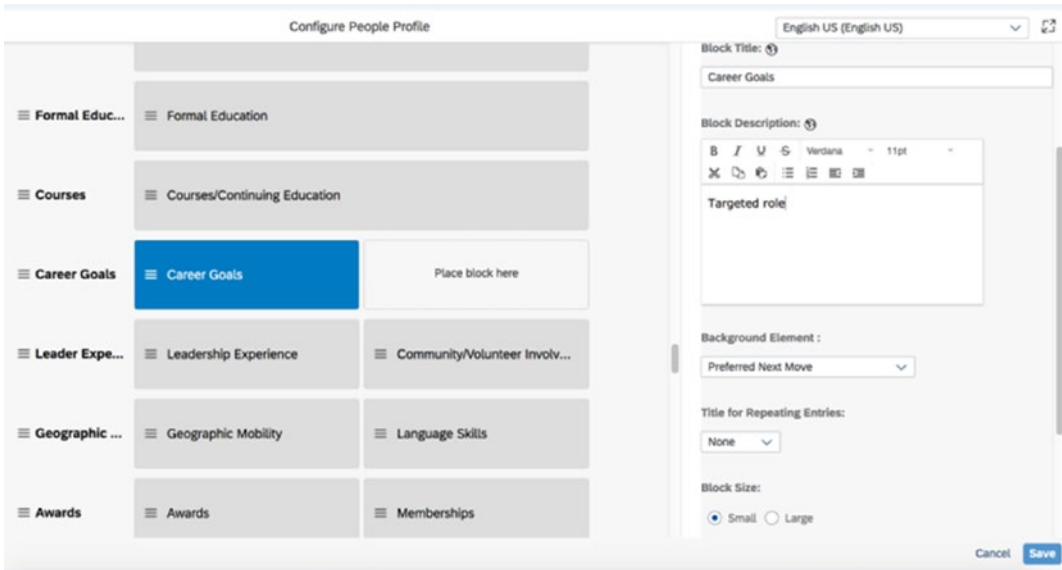 Configure People Profile
English US (English US)
Formal Educ...
Formal Education
Courses
Courses/Continuing Education
Career Goals
Career Goals
Place block here
Leader Expe...
Leadership Experience
Community/Volunteer Involv...
Geographic ...
Geographic Mobility
Language Skills
Awards
Awards
Memberships
Block Title:
Career Goals
Block Description:
B I U S Verdana 11pt
Targeted role
Background Element :
Preferred Next Move
Title for Repeating Entries:
None
Block Size:
Small Large
Cancel Save